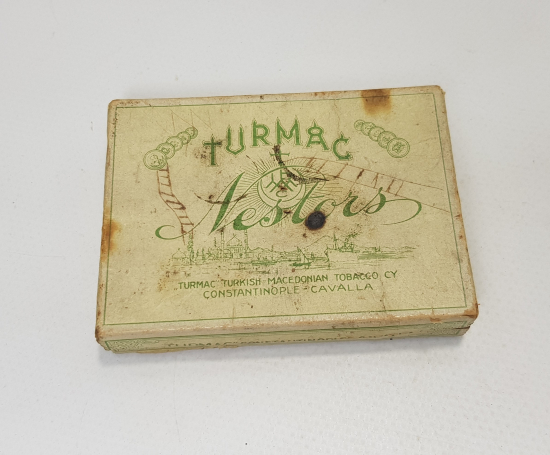 TURMAC
Nestors
TURMAC TURKISH MACEDONIAN TOBACCO CY
CONSTANTINOPLE - CAVALLA